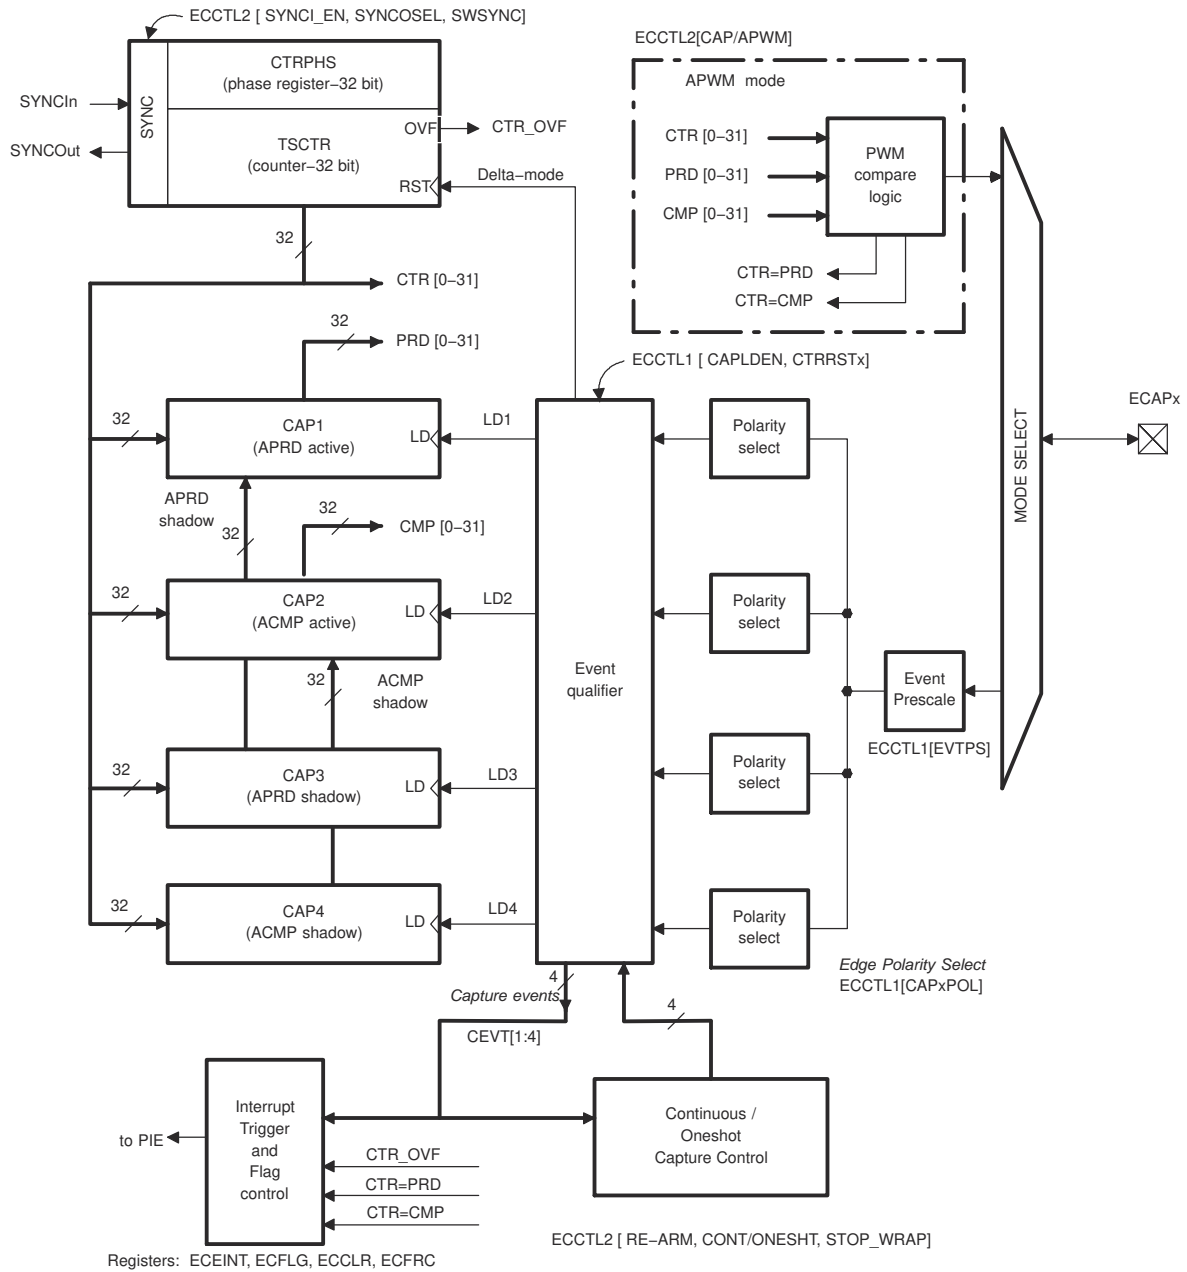 ECCTL2 [ SYNCI_EN, SYNCOSEL, SWSYNC]
CTRPHS
(phase register−32 bit)
SYNC
SYNCIn
SYNCOut
TSCTR
(counter−32 bit)
OVF
CTR_OVF
RST
Delta−mode
32
CTR [0−31]
32
PRD [0−31]
ECCTL2[CAP/APWM]
APWM mode
CTR [0−31]
PRD [0−31]
CMP [0−31]
PWM
compare
logic
CTR=PRD
CTR=CMP
ECCTL1 [ CAPLDEN, CTRRSTx]
32
CAP1
(APRD active)
LD
LD1
Polarity
select
MODE SELECT
ECAPx
APRD
shadow
32
32
CMP [0−31]
32
CAP2
(ACMP active)
LD
LD2
Polarity
select
Event
qualifier
32
ACMP
shadow
Event
Prescale
ECCTL1[EVTPS]
32
CAP3
(APRD shadow)
LD
LD3
Polarity
select
32
CAP4
(ACMP shadow)
LD
LD4
Polarity
select
Edge Polarity Select
ECCTL1[CAPxPOL]
4
Capture events
CEVT[1:4]
4
Interrupt
Trigger
and
Flag
control
to PIE
CTR_OVF
CTR=PRD
CTR=CMP
Continuous /
Oneshot
Capture Control
ECCTL2 [ RE−ARM, CONT/ONESHT, STOP_WRAP]
Registers: ECEINT, ECFLG, ECCLR, ECFRC